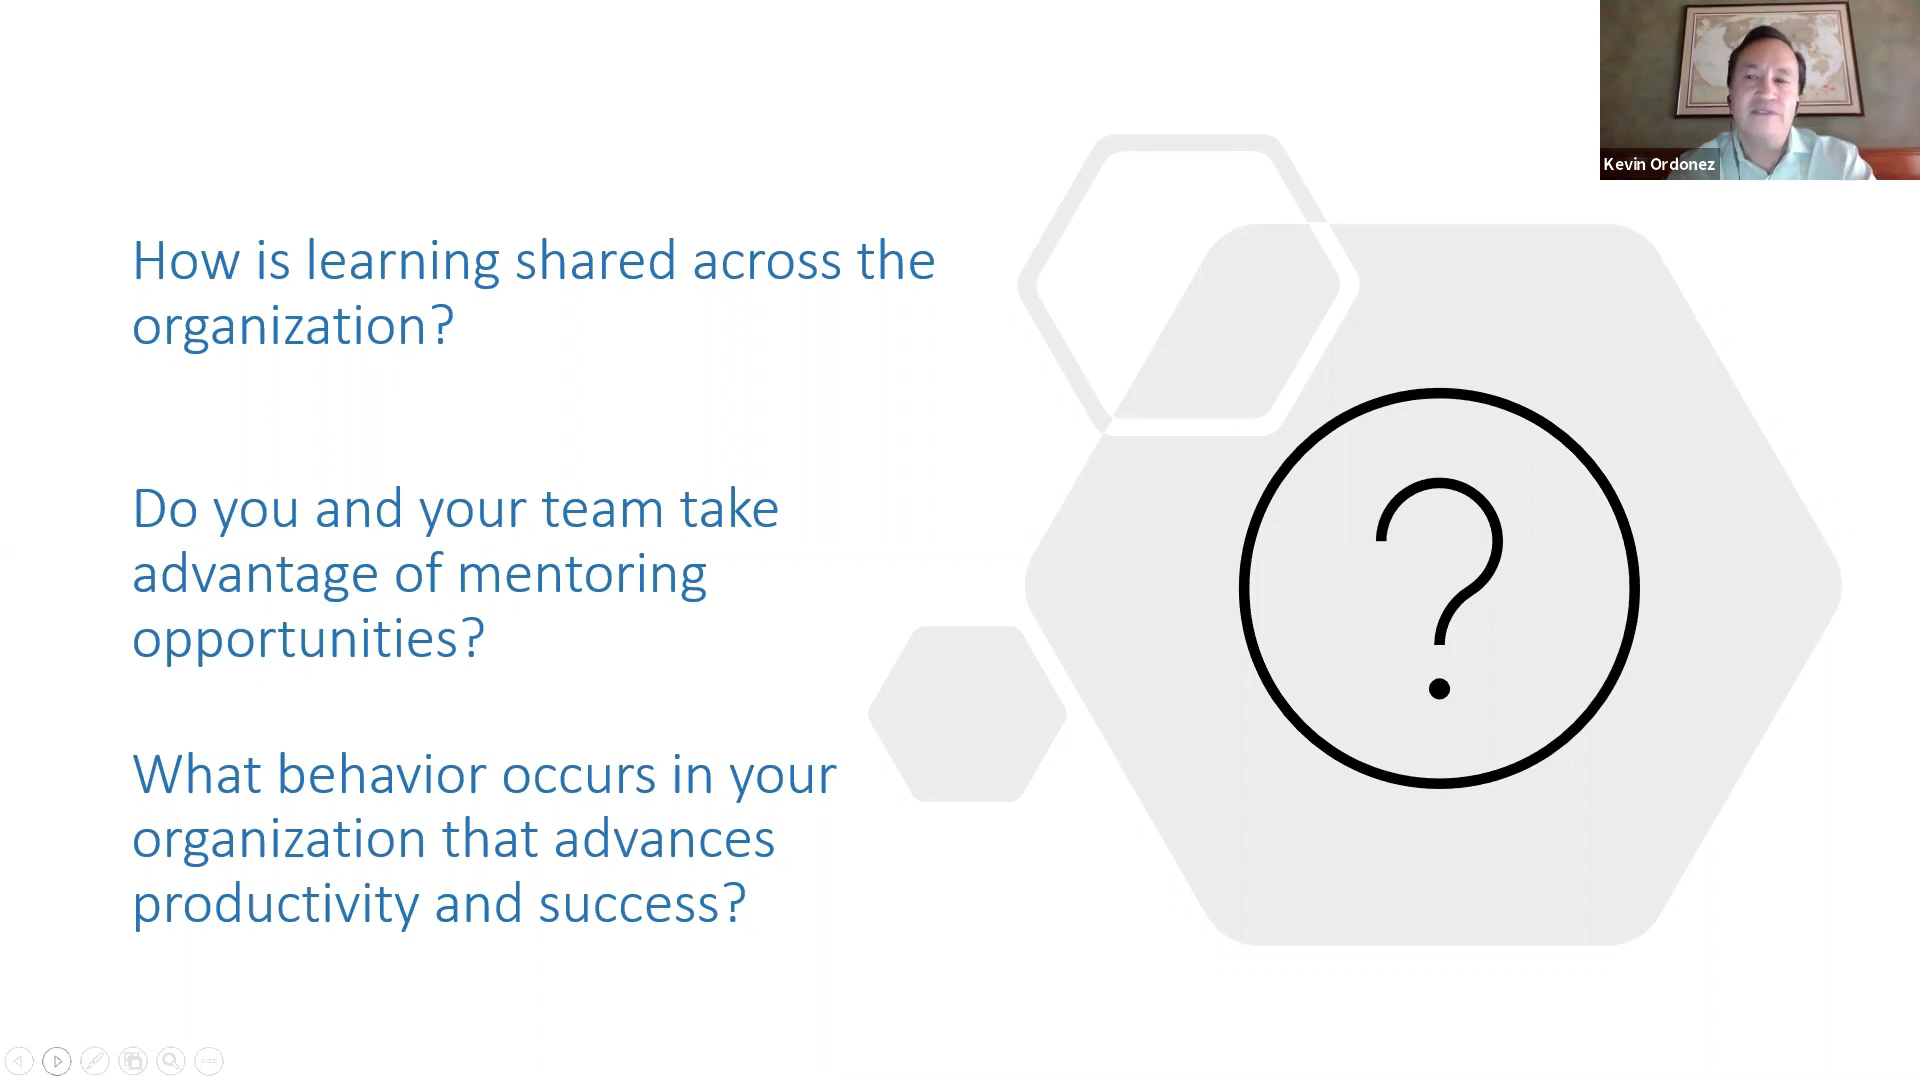 Kevin Ordonez
How is learning shared across the
organization?
Do you and your team take
advantage of mentoring
opportunities?
What behavior occurs in your
organization that advances
productivity and success?
?